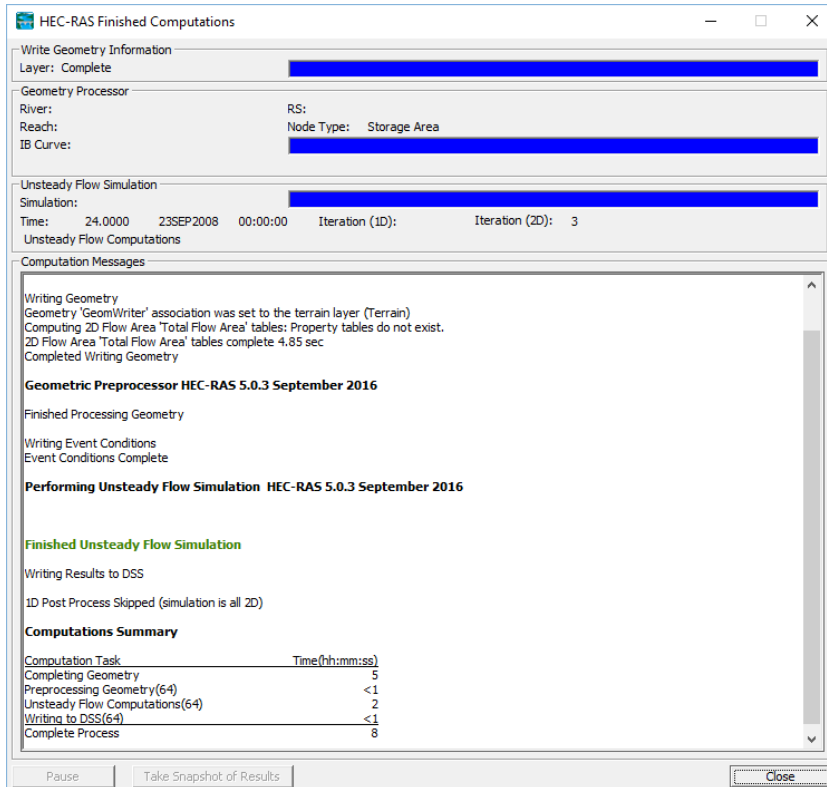 HEC-RAS Finished Computations
Write Geometry Information
Layer: Complete
Geometry Processor
River: RS:
Reach: Node Type: Storage Area
IB Curve:
Unsteady Flow Simulation
Simulation:
Time: 24.0000 23SEP2008 00:00:00 Iteration (1D): Iteration (2D): 3
Unsteady Flow Computations
Computation Messages
Writing Geometry
Geometry 'GeomWriter' association was set to the terrain layer (Terrain)
Computing 2D Flow Area 'Total Flow Area' tables: Property tables do not exist.
2D Flow Area 'Total Flow Area' tables complete 4.85 sec
Completed Writing Geometry
Geometric Preprocessor HEC-RAS 5.0.3 September 2016
Finished Processing Geometry
Writing Event Conditions
Event Conditions Complete
Performing Unsteady Flow Simulation HEC-RAS 5.0.3 September 2016
Finished Unsteady Flow Simulation
Writing Results to DSS
1D Post Process Skipped (simulation is all 2D)
Computations Summary
Computation Task Time(hh:mm:ss)
Completing Geometry 5
Preprocessing Geometry(64) <1
Unsteady Flow Computations(64) 2
Writing to DSS(64) <1
Complete Process 8
Pause Take Snapshot of Results Close